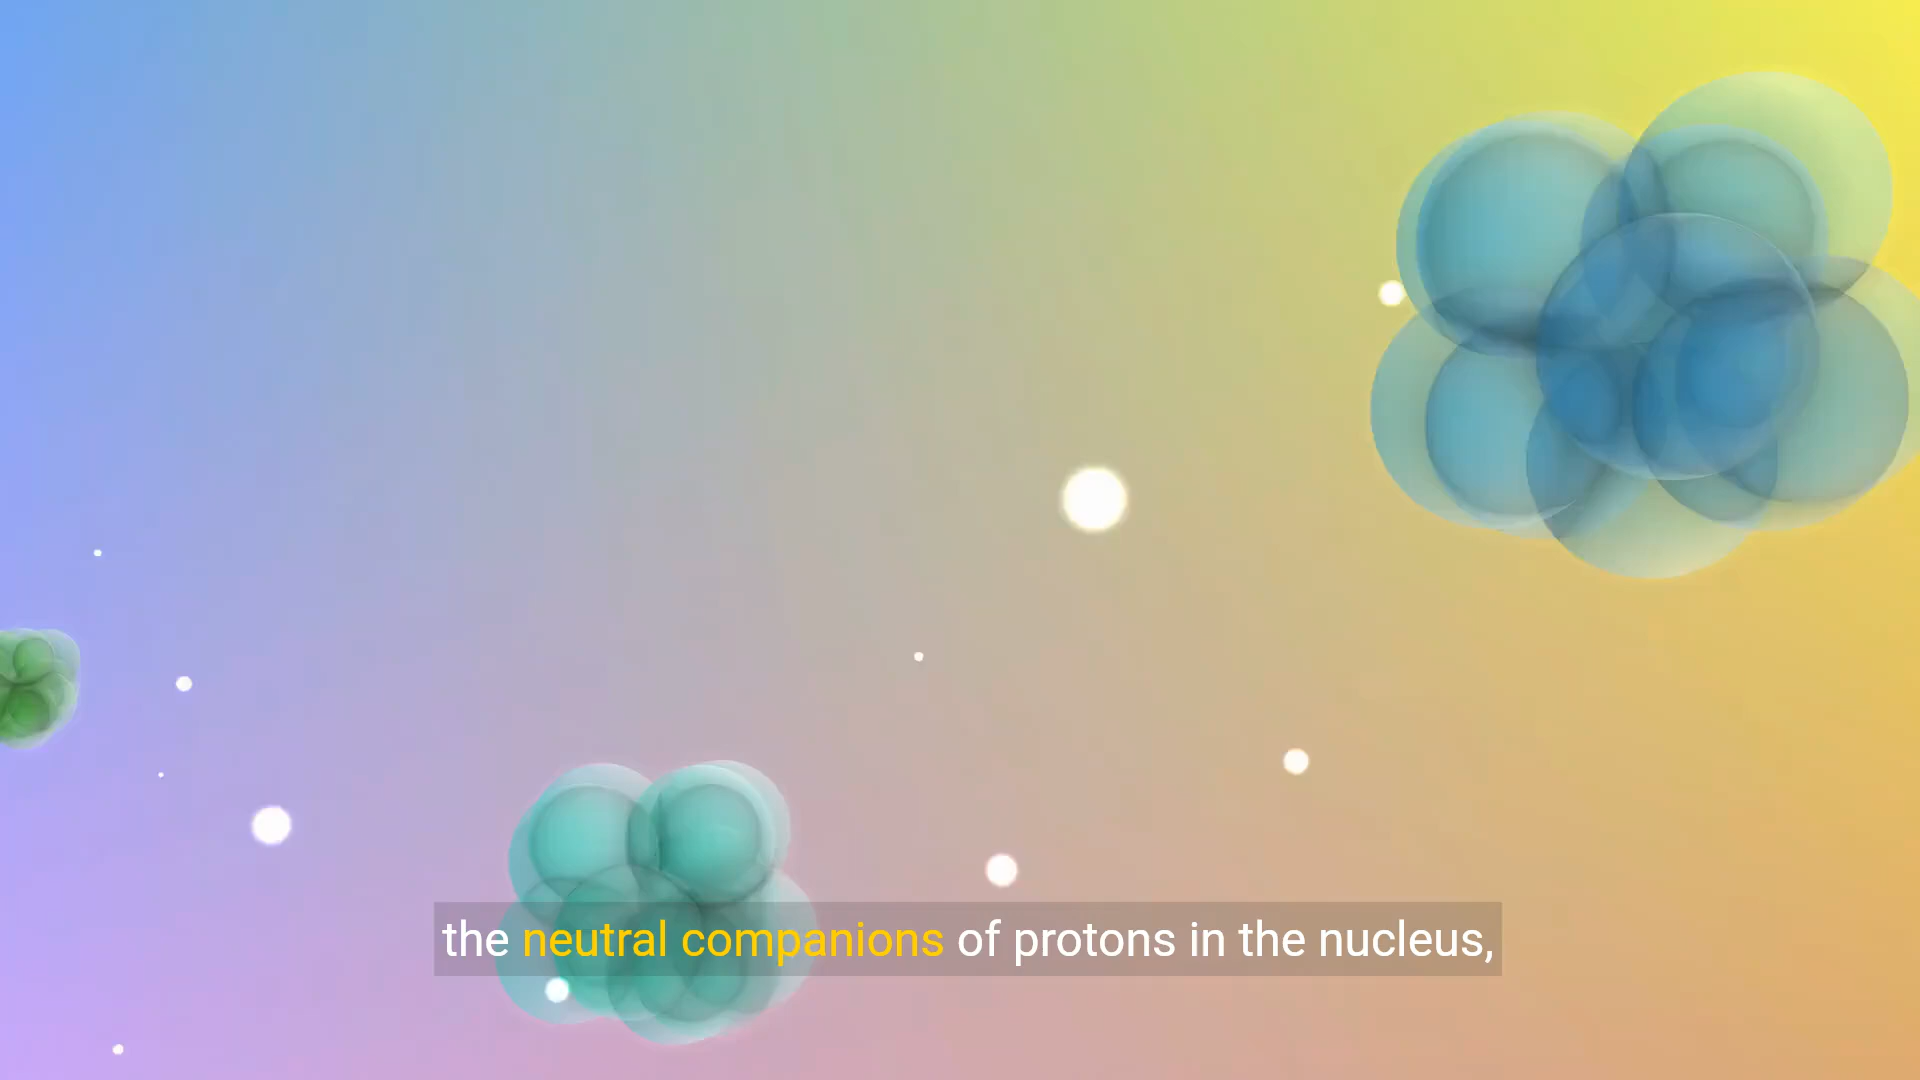 the neutral companions of protons in the nucleus,